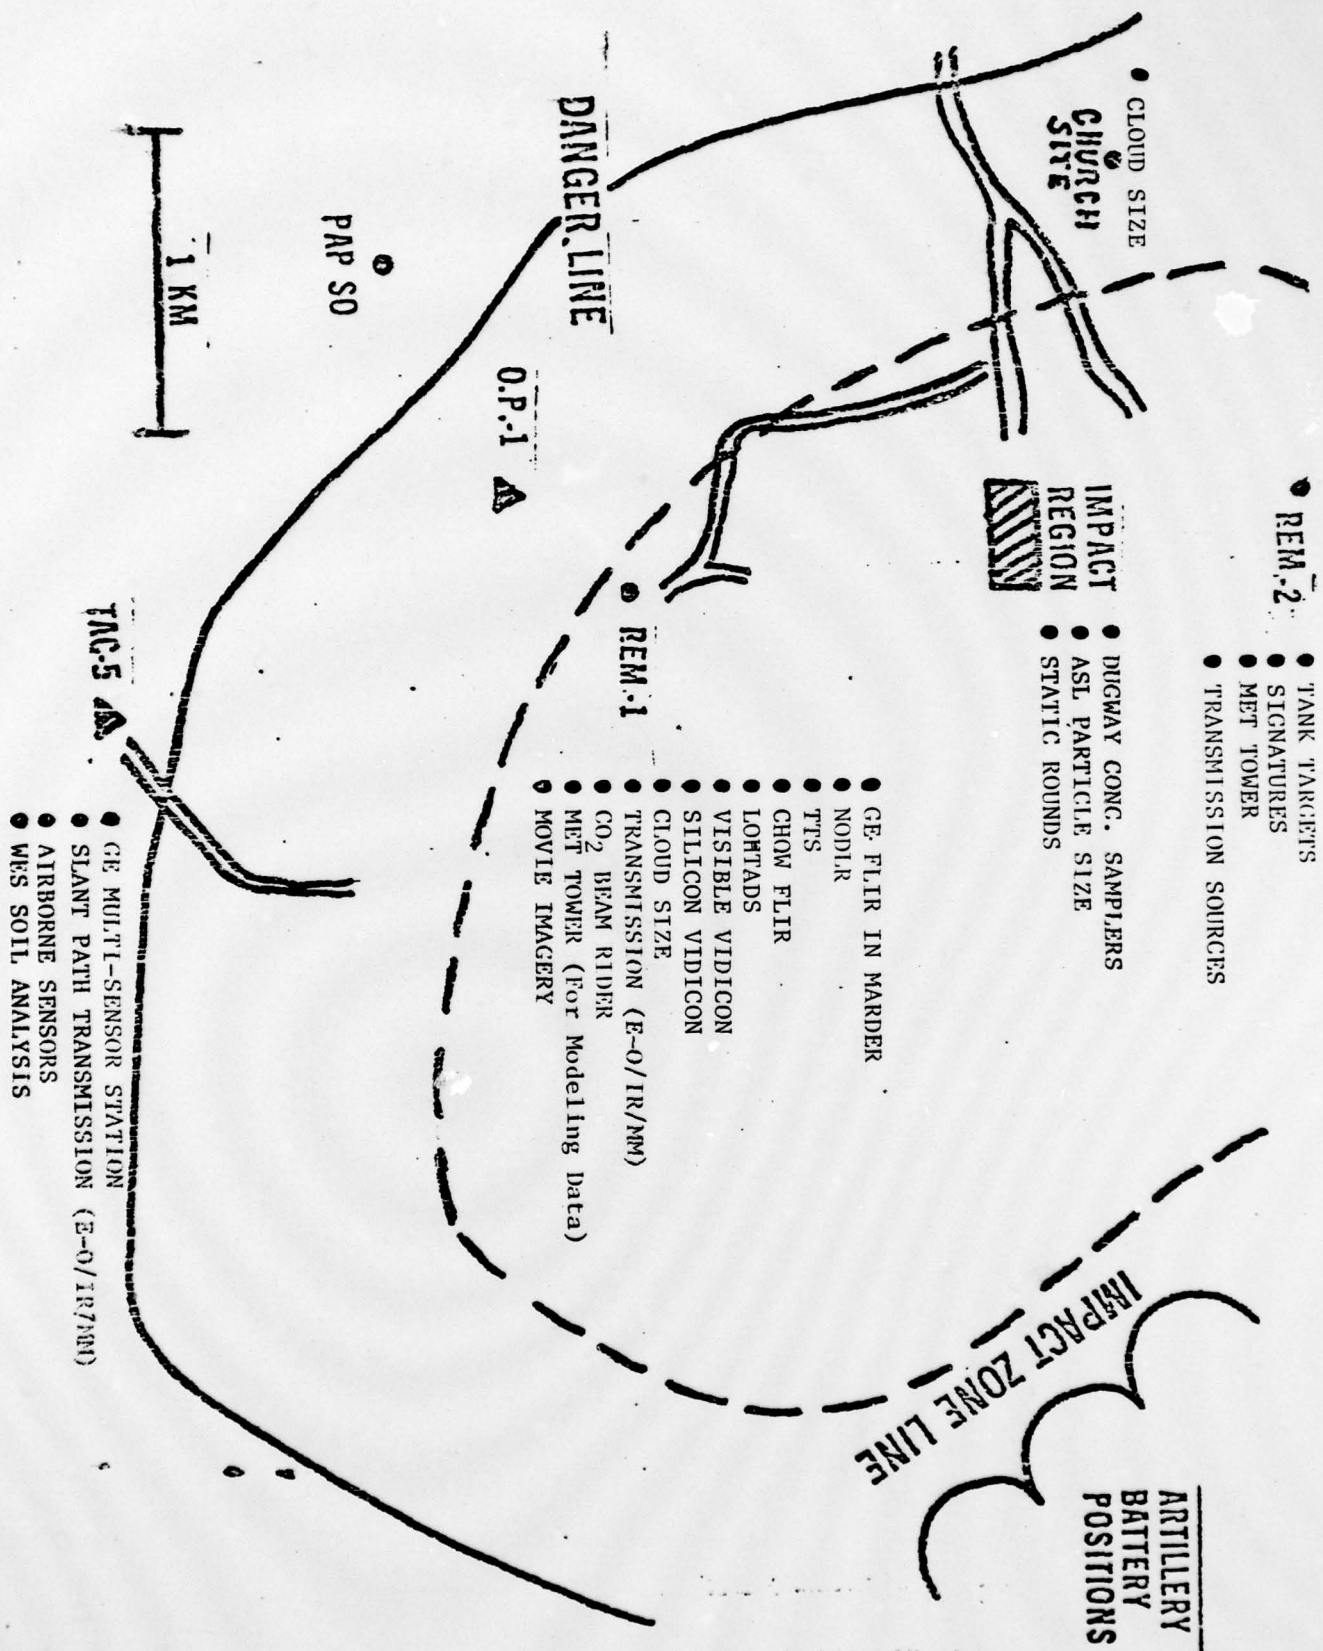 ● TANK TARGETS
● SIGNATURES
● MET TOWER
● TRANSMISSION SOURCES
REM.-2
● CLOUD SIZE
CHURCH
SITE
IMPACT
REGION
● DUGWAY CONC. SAMPLERS
● ASL PARTICLE SIZE
● STATIC ROUNDS
ARTILLERY
BATTERY
POSITIONS
IMPACT ZONE LINE
● GE FLIR IN MARDER
● NODLR
● TTS
● CHOW FLIR
● LOHTADS
● VISIBLE VIDICON
● SILICON VIDICON
● CLOUD SIZE
● TRANSMISSION (E-O/IR/MM)
● CO2 BEAM RIDER
● MET TOWER (For Modeling Data)
● MOVIE IMAGERY
REM.-1
DANGER LINE
O.P.-1
PAP SO
1 KM
TAC-5
● GE MULTI-SENSOR STATION
● SLANT PATH TRANSMISSION (E-O/IR/MM)
● AIRBORNE SENSORS
● WES SOIL ANALYSIS